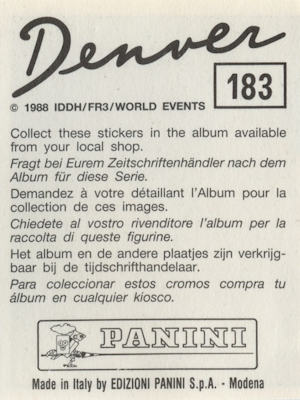 Denver
183
© 1988 IDDH/FR3/WORLD EVENTS
Collect these stickers in the album available
from your local shop.
Fragt bei Eurem Zeitschriftenhändler nach dem
Album für diese Serie.
Demandez à votre détaillant l'Album pour la
collection de ces images.
Chiedete al vostro rivenditore l'album per la
raccolta di queste figurine.
Het album en de andere plaatjes zijn verkrijg-
baar bij de tijdschrifthandelaar.
Para coleccionar estos cromos compra tu
álbum en cualquier kiosco.
PANINI
Made in Italy by EDIZIONI PANINI S.p.A. - Modena